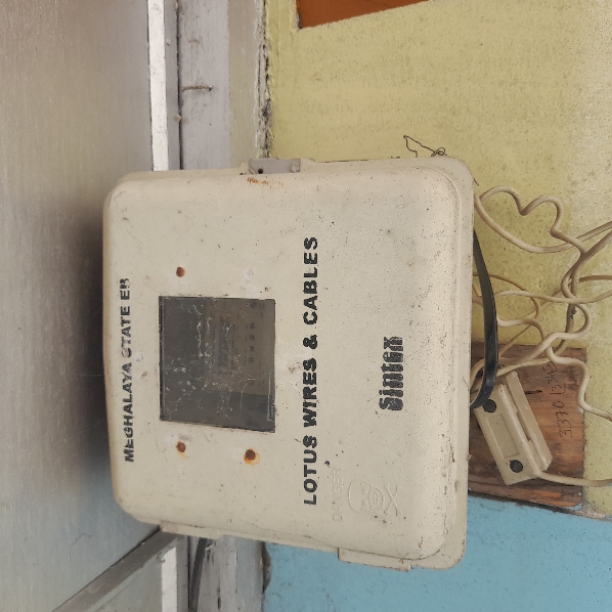 MEGHALAYA STATE EB
LOTUS WIRES & CABLES
Sintex